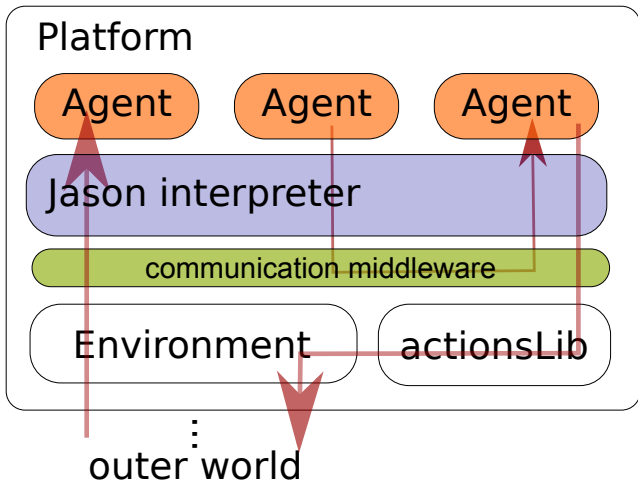 Platform
Agent Agent Agent
Jason interpreter
communication middleware
Environment actionsLib
outer world